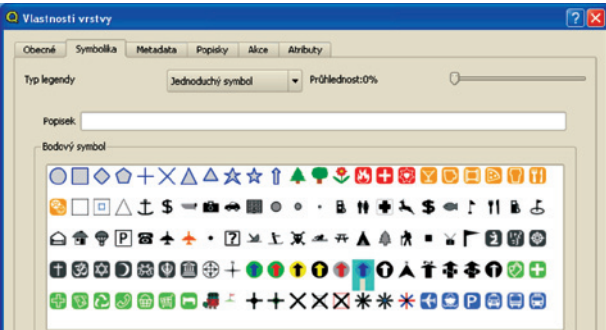 Vlastnosti vrstvy
Obecné Symbolika Metadata Popisky Akce Atributy
Typ legendy Jednoduchý symbol Průhlednost:0%
Popisek
Bodový symbol